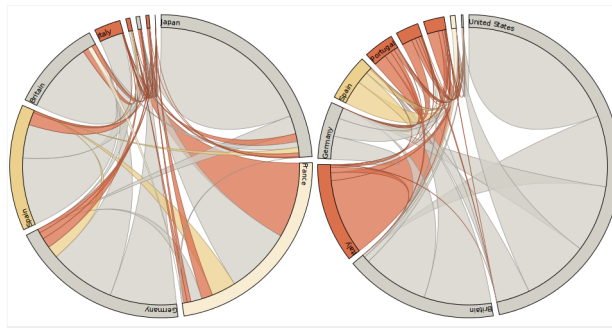 Japan
Italy
Britain
Spain
Germany
France
United States
Portugal
Spain
Germany
Italy
Britain